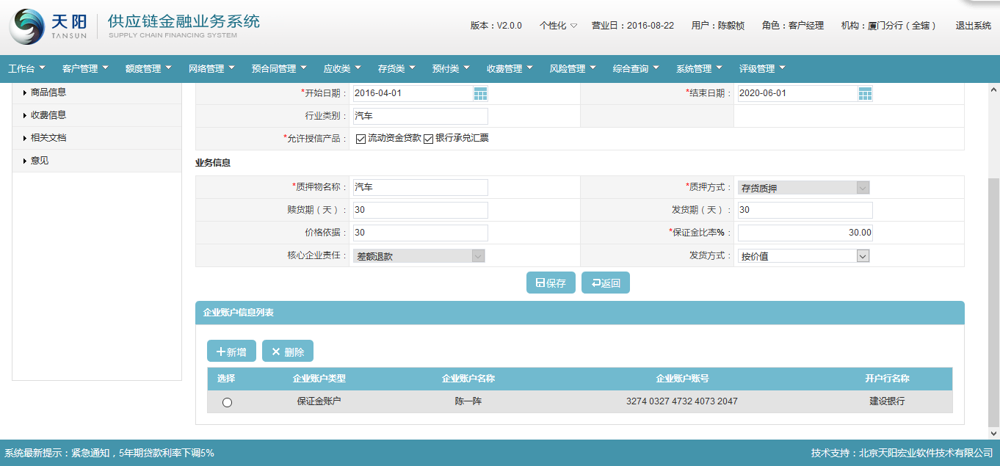 天阳 TANSUN 供应链金融业务系统
SUPPLY CHAIN FINANCING SYSTEM
版本：V2.0.0 个性化 营业日：2016-08-22 用户：陈毅桢 角色：客户经理 机构：厦门分行（全辖） 退出系统
工作台 客户管理 额度管理 网络管理 预合同管理 应收类 存货类 预付类 收费管理 风险管理 综合查询 系统管理 评级管理
商品信息
收费信息
相关文档
意见
*开始日期： 2016-04-01 *结束日期： 2020-06-01
行业类别： 汽车
*允许授信产品： 流动资金贷款 银行承兑汇票
业务信息
*质押物名称： 汽车 *质押方式： 存货质押
赎货期（天）： 30 发货期（天）： 30
价格依据： 30 *保证金比率%： 30.00
核心企业责任： 差额退款 发货方式： 按价值
保存 返回
企业账户信息列表
新增 删除
选择 企业账户类型 企业账户名称 企业账户账号 开户行名称
保证金账户 陈一阵 3274 0327 4732 4073 2047 建设银行
系统最新提示：紧急通知，5年期贷款利率下调5% 技术支持：北京天阳宏业软件技术有限公司